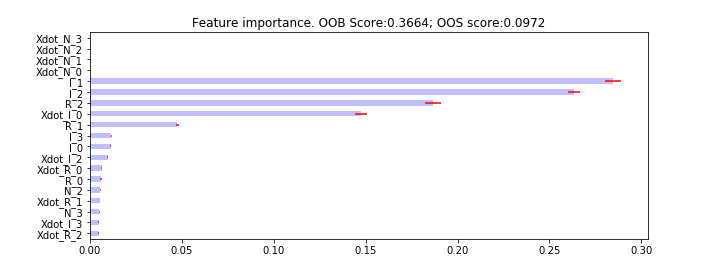 Feature importance. OOB Score:0.3664; OOS score:0.0972
Xdot_N_3
Xdot_N_2
Xdot_N_1
Xdot_N_0
I_1
I_2
R_2
Xdot_I_0
R_1
I_3
I_0
Xdot_I_2
Xdot_R_0
R_0
N_2
Xdot_R_1
N_3
Xdot_I_3
Xdot_R_2
0.00 0.05 0.10 0.15 0.20 0.25 0.30